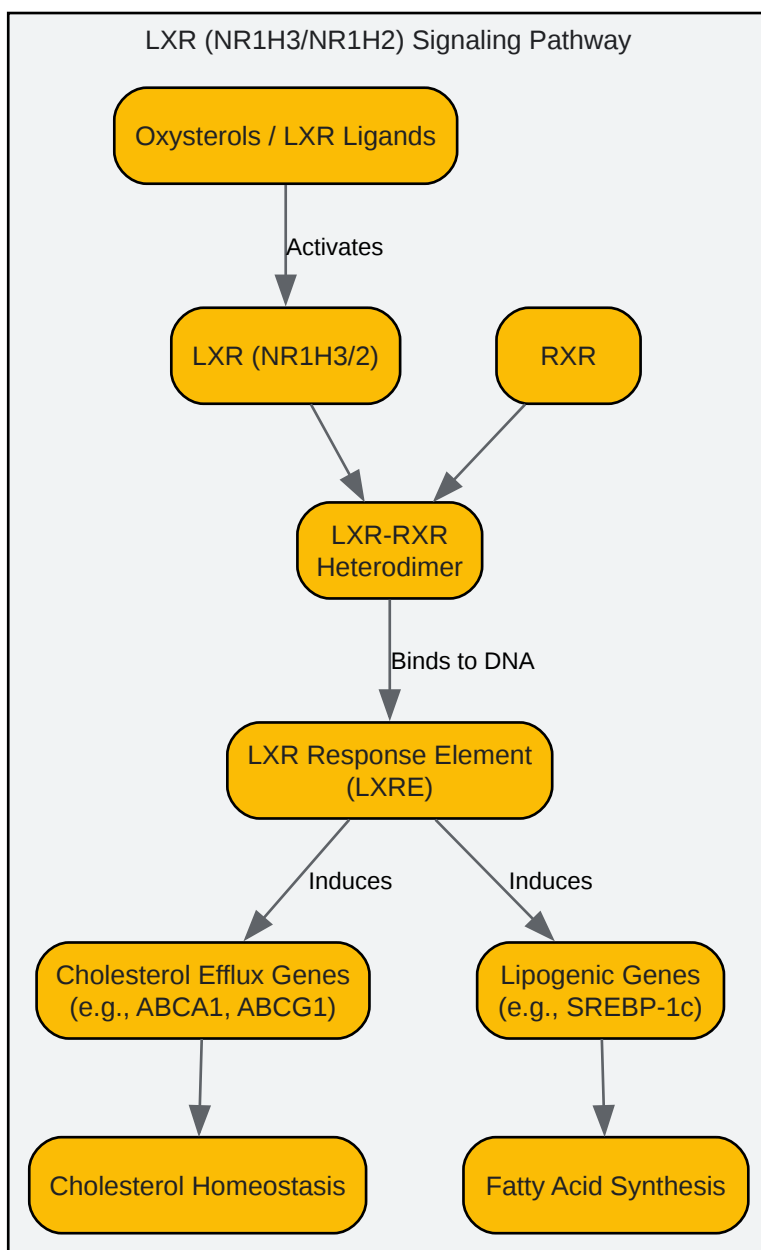 LXR (NR1H3/NR1H2) Signaling Pathway
Oxysterols / LXR Ligands
Activates
LXR (NR1H3/2)
RXR
LXR-RXR
Heterodimer
Binds to DNA
LXR Response Element
(LXRE)
Induces
Induces
Cholesterol Efflux Genes
(e.g., ABCA1, ABCG1)
Lipogenic Genes
(e.g., SREBP-1c)
Cholesterol Homeostasis
Fatty Acid Synthesis